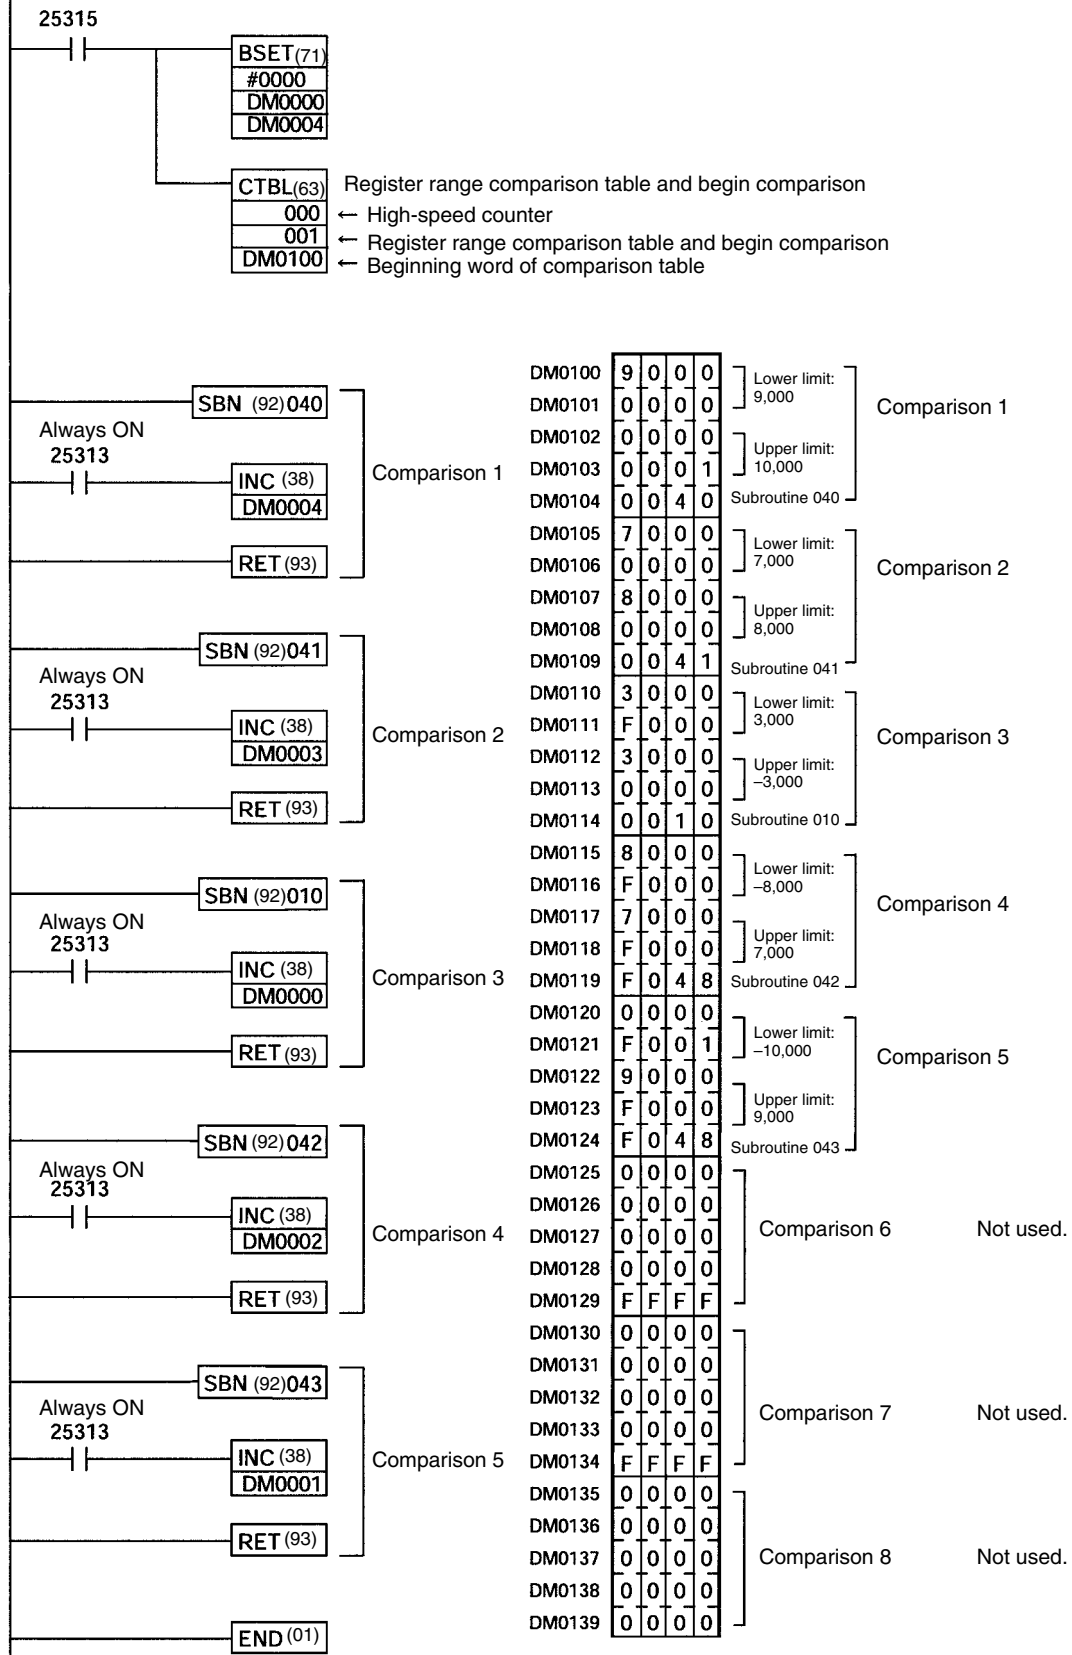 25315
BSET(71)
#0000
DM0000
DM0004
CTBL(63) Register range comparison table and begin comparison
000 ← High-speed counter
001 ← Register range comparison table and begin comparison
DM0100 ← Beginning word of comparison table
SBN (92)040
Always ON
25313
INC (38)
DM0004
RET (93)
Comparison 1
SBN (92)041
Always ON
25313
INC (38)
DM0003
RET (93)
Comparison 2
SBN (92)010
Always ON
25313
INC (38)
DM0000
RET (93)
Comparison 3
SBN (92)042
Always ON
25313
INC (38)
DM0002
RET (93)
Comparison 4
SBN (92)043
Always ON
25313
INC (38)
DM0001
RET (93)
Comparison 5
END (01)
DM0100 9 0 0 0
DM0101 0 0 0 0
Lower limit:
9,000
DM0102 0 0 0 0
DM0103 0 0 0 1
Upper limit:
10,000
DM0104 0 0 4 0 Subroutine 040
Comparison 1
DM0105 7 0 0 0
DM0106 0 0 0 0
Lower limit:
7,000
DM0107 8 0 0 0
DM0108 0 0 0 0
Upper limit:
8,000
DM0109 0 0 4 1 Subroutine 041
Comparison 2
DM0110 3 0 0 0
DM0111 F 0 0 0
Lower limit:
3,000
DM0112 3 0 0 0
DM0113 0 0 0 0
Upper limit:
–3,000
DM0114 0 0 1 0 Subroutine 010
Comparison 3
DM0115 8 0 0 0
DM0116 F 0 0 0
Lower limit:
–8,000
DM0117 7 0 0 0
DM0118 F 0 0 0
Upper limit:
7,000
DM0119 F 0 4 8 Subroutine 042
Comparison 4
DM0120 0 0 0 0
DM0121 F 0 0 1
Lower limit:
–10,000
DM0122 9 0 0 0
DM0123 F 0 0 0
Upper limit:
9,000
DM0124 F 0 4 8 Subroutine 043
Comparison 5
DM0125 0 0 0 0
DM0126 0 0 0 0
DM0127 0 0 0 0
DM0128 0 0 0 0
DM0129 F F F F
Comparison 6 Not used.
DM0130 0 0 0 0
DM0131 0 0 0 0
DM0132 0 0 0 0
DM0133 0 0 0 0
DM0134 F F F F
Comparison 7 Not used.
DM0135 0 0 0 0
DM0136 0 0 0 0
DM0137 0 0 0 0
DM0138 0 0 0 0
DM0139 0 0 0 0
Comparison 8 Not used.